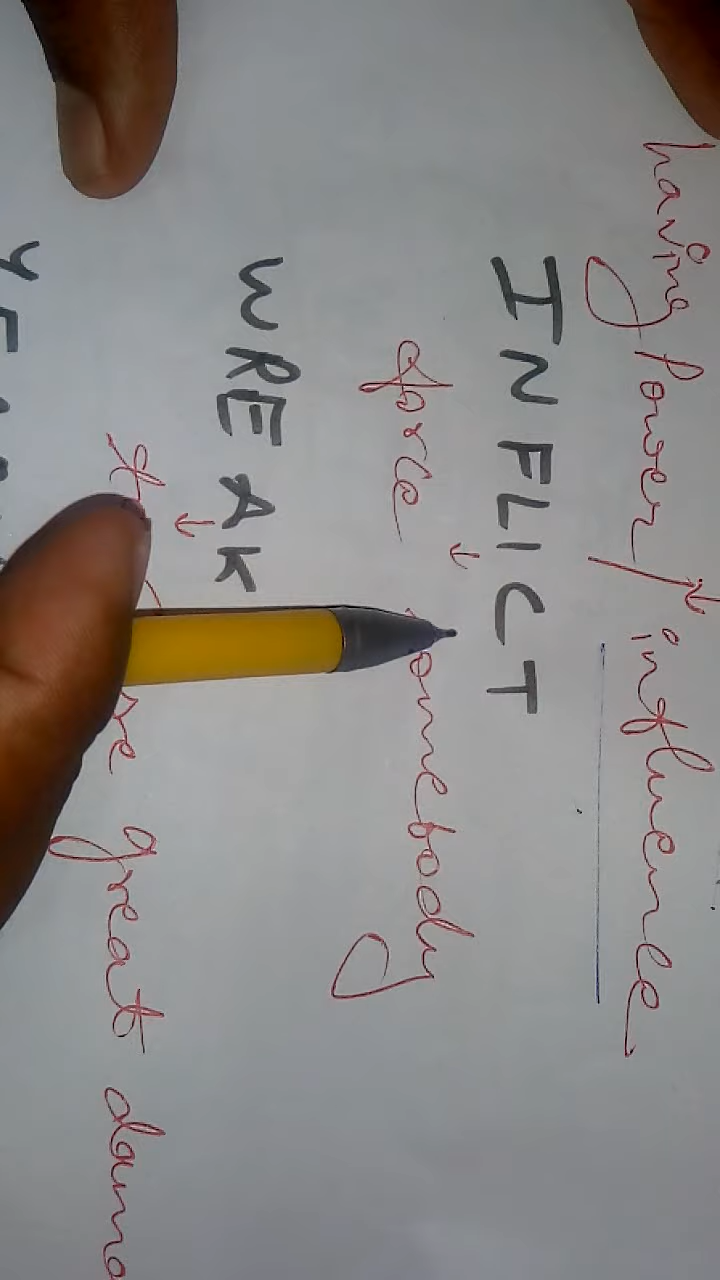 having Power & influence
INFLICT
↓
force somebody
WREAK
↓
great